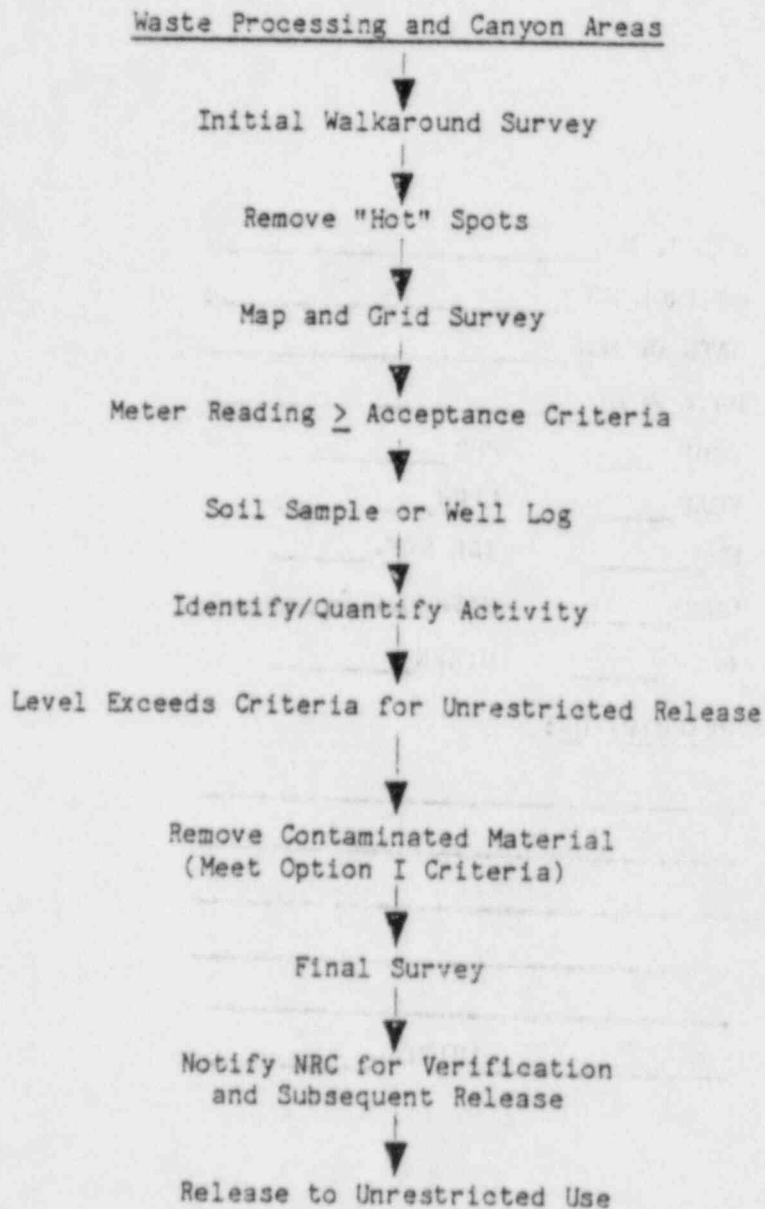 Waste Processing and Canyon Areas
Initial Walkaround Survey
Remove "Hot" Spots
Map and Grid Survey
Meter Reading ≥ Acceptance Criteria
Soil Sample or Well Log
Identify/Quantify Activity
Level Exceeds Criteria for Unrestricted Release
Remove Contaminated Material
(Meet Option I Criteria)
Final Survey
Notify NRC for Verification
and Subsequent Release
Release to Unrestricted Use